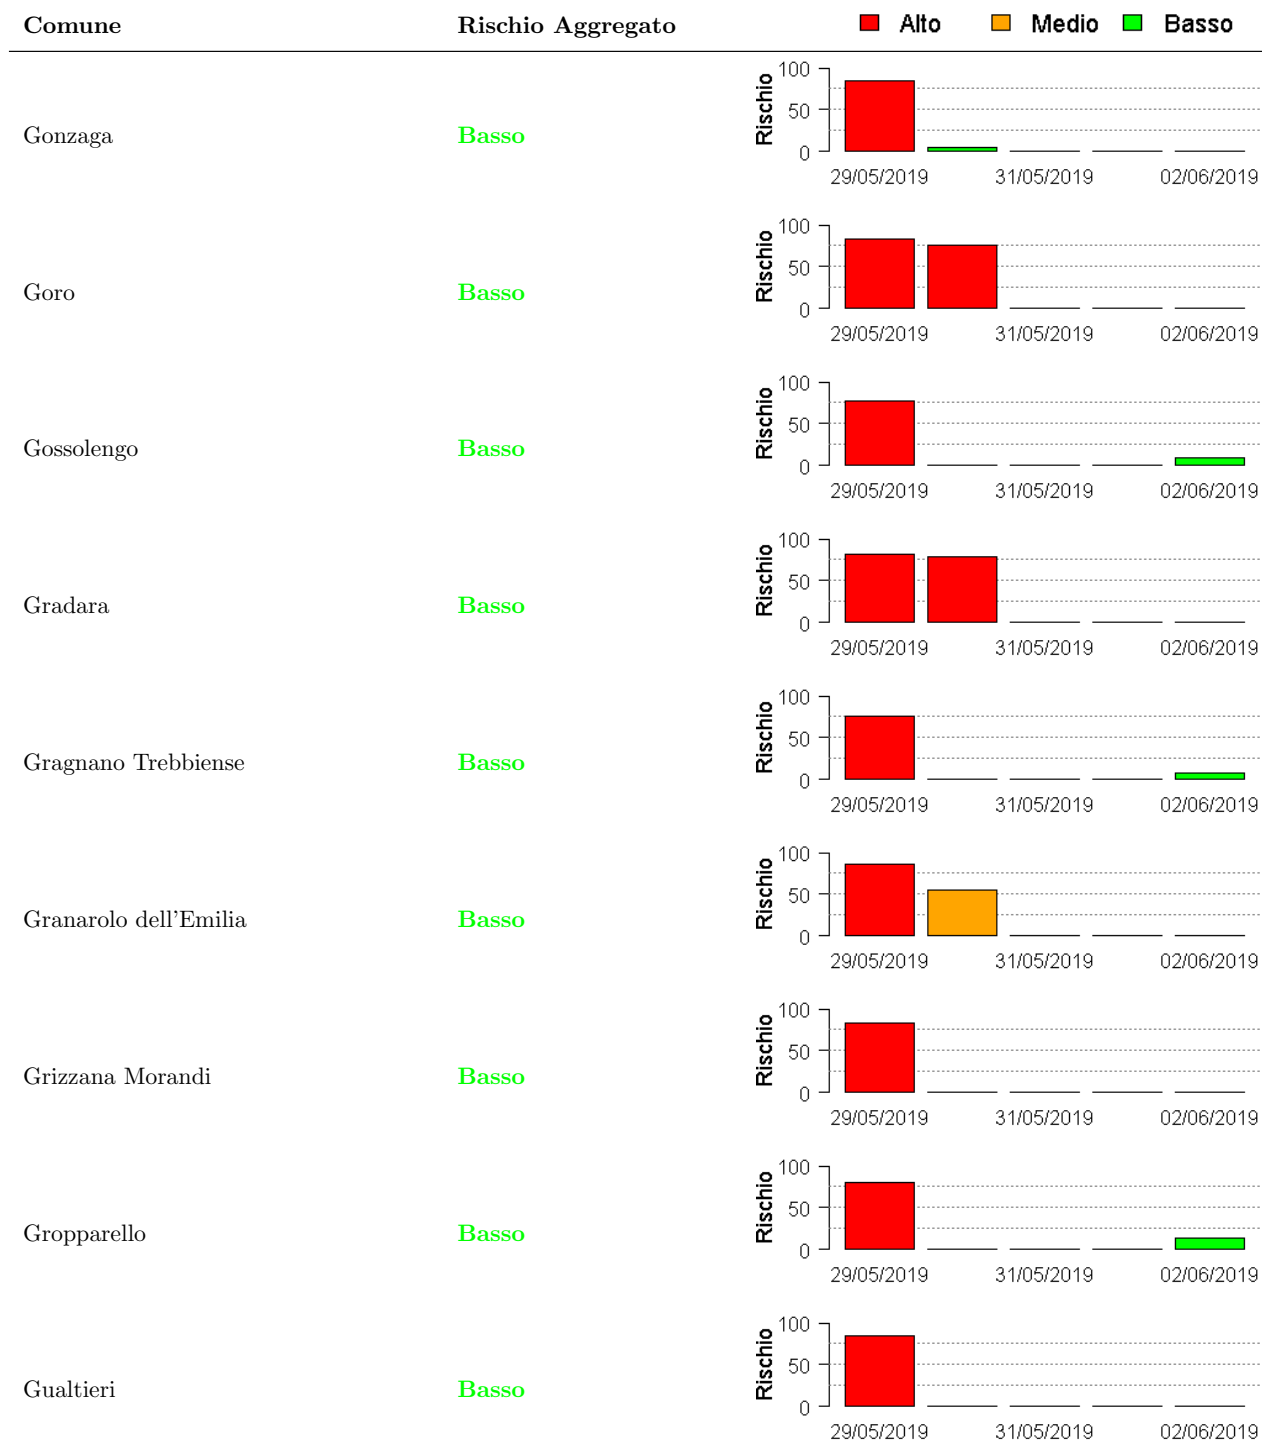 Comune Rischio Aggregato Alto Medio Basso
100
50
0
Rischio
Gonzaga Basso
29/05/2019 31/05/2019 02/06/2019
100
50
0
Rischio
Goro Basso
29/05/2019 31/05/2019 02/06/2019
100
50
0
Rischio
Gossolengo Basso
29/05/2019 31/05/2019 02/06/2019
100
50
0
Rischio
Gradara Basso
29/05/2019 31/05/2019 02/06/2019
100
50
0
Rischio
Gragnano Trebbiense Basso
29/05/2019 31/05/2019 02/06/2019
100
50
0
Rischio
Granarolo dell'Emilia Basso
29/05/2019 31/05/2019 02/06/2019
100
50
0
Rischio
Grizzana Morandi Basso
29/05/2019 31/05/2019 02/06/2019
100
50
0
Rischio
Gropparello Basso
29/05/2019 31/05/2019 02/06/2019
100
50
0
Rischio
Gualtieri Basso
29/05/2019 31/05/2019 02/06/2019